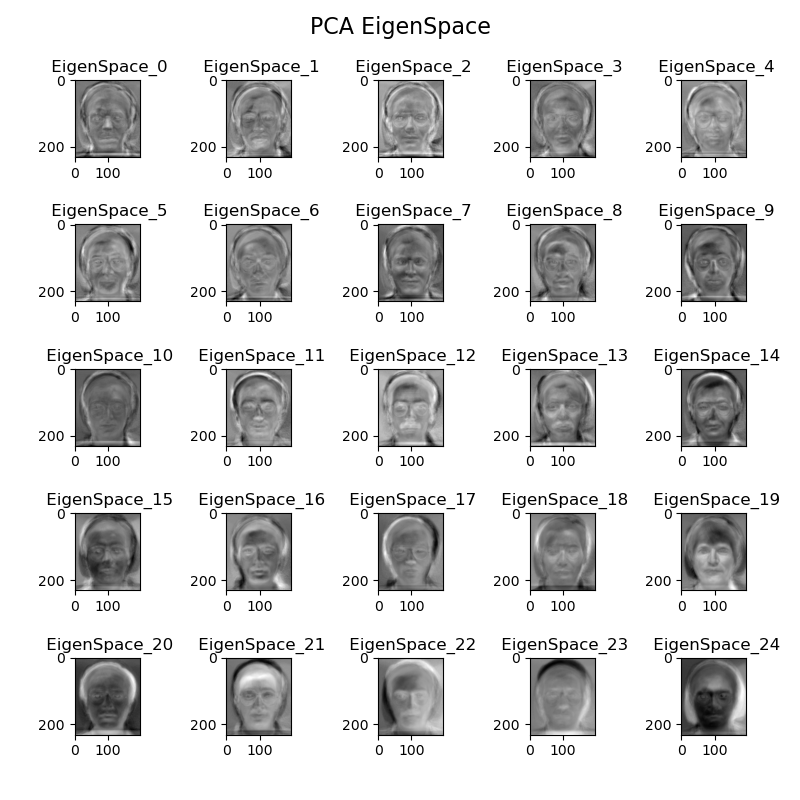 PCA EigenSpace
EigenSpace_0 EigenSpace_1 EigenSpace_2 EigenSpace_3 EigenSpace_4
0 0 0 0 0
200 200 200 200 200
0 100 0 100 0 100 0 100 0 100
EigenSpace_5 EigenSpace_6 EigenSpace_7 EigenSpace_8 EigenSpace_9
0 0 0 0 0
200 200 200 200 200
0 100 0 100 0 100 0 100 0 100
EigenSpace_10 EigenSpace_11 EigenSpace_12 EigenSpace_13 EigenSpace_14
0 0 0 0 0
200 200 200 200 200
0 100 0 100 0 100 0 100 0 100
EigenSpace_15 EigenSpace_16 EigenSpace_17 EigenSpace_18 EigenSpace_19
0 0 0 0 0
200 200 200 200 200
0 100 0 100 0 100 0 100 0 100
EigenSpace_20 EigenSpace_21 EigenSpace_22 EigenSpace_23 EigenSpace_24
0 0 0 0 0
200 200 200 200 200
0 100 0 100 0 100 0 100 0 100